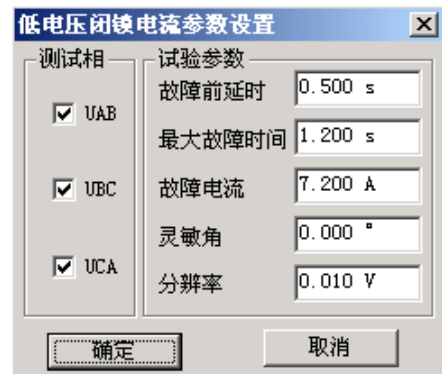 低电压闭锁电流参数设置
测试相
UAB
UBC
UCA
试验参数
故障前延时 0.500 s
最大故障时间 1.200 s
故障电流 7.200 A
灵敏角 0.000 °
分辨率 0.010 V
确定
取消